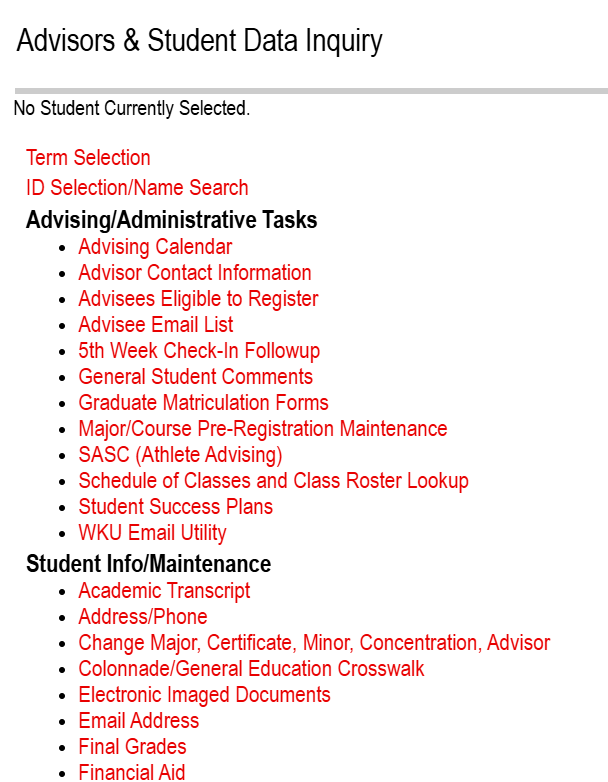 Advisors & Student Data Inquiry
No Student Currently Selected.
Term Selection
ID Selection/Name Search
Advising/Administrative Tasks
Advising Calendar
Advisor Contact Information
Advisees Eligible to Register
Advisee Email List
5th Week Check-In Followup
General Student Comments
Graduate Matriculation Forms
Major/Course Pre-Registration Maintenance
SASC (Athlete Advising)
Schedule of Classes and Class Roster Lookup
Student Success Plans
WKU Email Utility
Student Info/Maintenance
Academic Transcript
Address/Phone
Change Major, Certificate, Minor, Concentration, Advisor
Colonnade/General Education Crosswalk
Electronic Imaged Documents
Email Address
Final Grades
Financial Aid